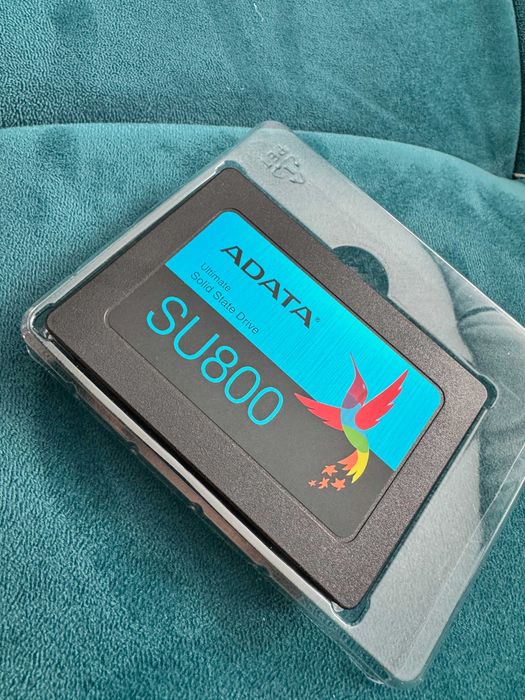 ADATA®
Ultimate
Solid State Drive
SU800